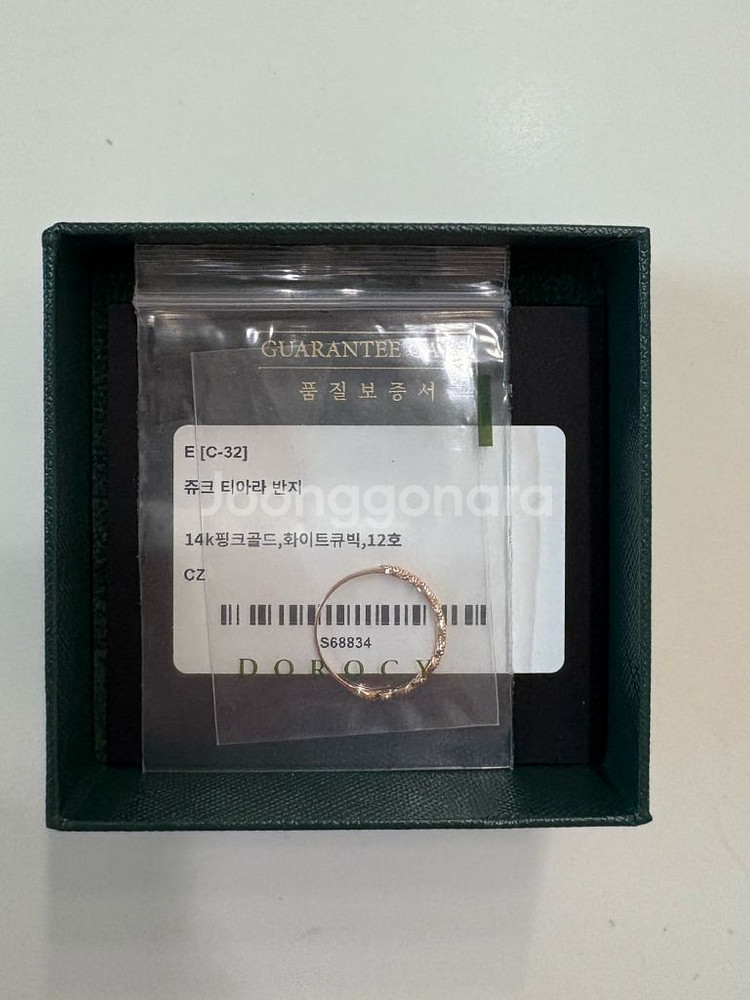 GUARANTEE CARD
품질보증서
E [C-32]
쥬크 티아라 반지
Joonggonara
14k핑크골드,화이트큐빅,12호
CZ
S68834
DOROCY